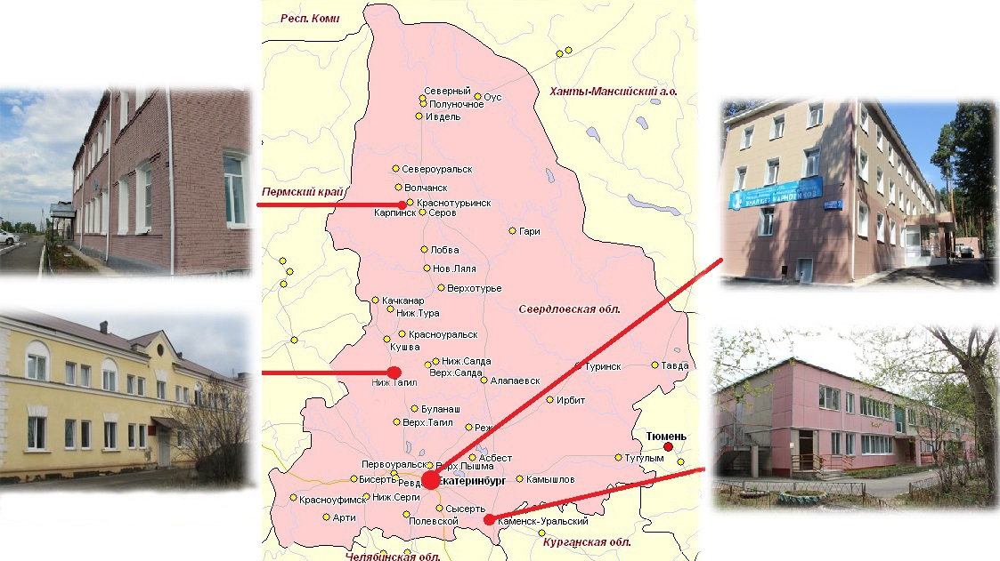 Респ. Коми
Ханты-Мансийский а.о.
Северный
Оус
Полуночное
Ивдель
Североуральск
Волчанск
Пермский край
Краснотурьинск
Карпинск
Серов
Гари
Лобва
Нов.Ляля
Верхотурье
Качканар
Ниж.Тура
Свердловская обл.
Красноуральск
Кушва
Ниж.Салда
Верх.Салда
Туринск
Тавда
Ниж.Тагил
Алапаевск
Ирбит
Буланаш
Верх.Тагил
Реж
Тюмень
Асбест
Тугулым
Первоуральск
Верх.Пышма
Бисерть
Ревда
Екатеринбург
Камышлов
Красноуфимск
Ниж.Серги
Сысерть
Арти
Полевской
Каменск-Уральский
Курганская обл.
Челябинская обл.